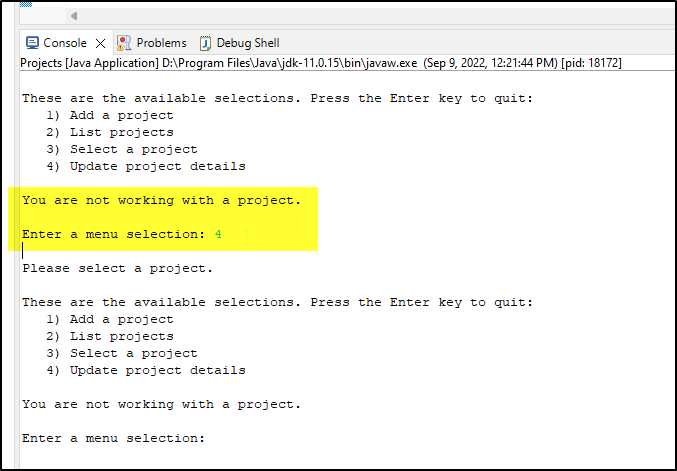 Console Problems Debug Shell
Projects [Java Application] D:\Program Files\Java\jdk-11.0.15\bin\javaw.exe (Sep 9, 2022, 12:21:44 PM) [pid: 18172]
These are the available selections. Press the Enter key to quit:
1) Add a project
2) List projects
3) Select a project
4) Update project details
You are not working with a project.
Enter a menu selection: 4
Please select a project.
These are the available selections. Press the Enter key to quit:
1) Add a project
2) List projects
3) Select a project
4) Update project details
You are not working with a project.
Enter a menu selection: